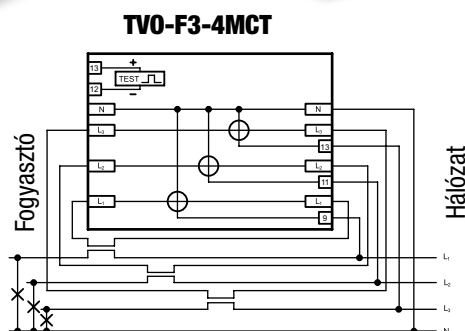 TVO-F3-4MCT
13 +
TEST
12 −
N N
L₃ L₃
13
L₂ L₂
11
L₁ L₁
9
Fogyasztó
Hálózat
L₁
L₂
L₃
N